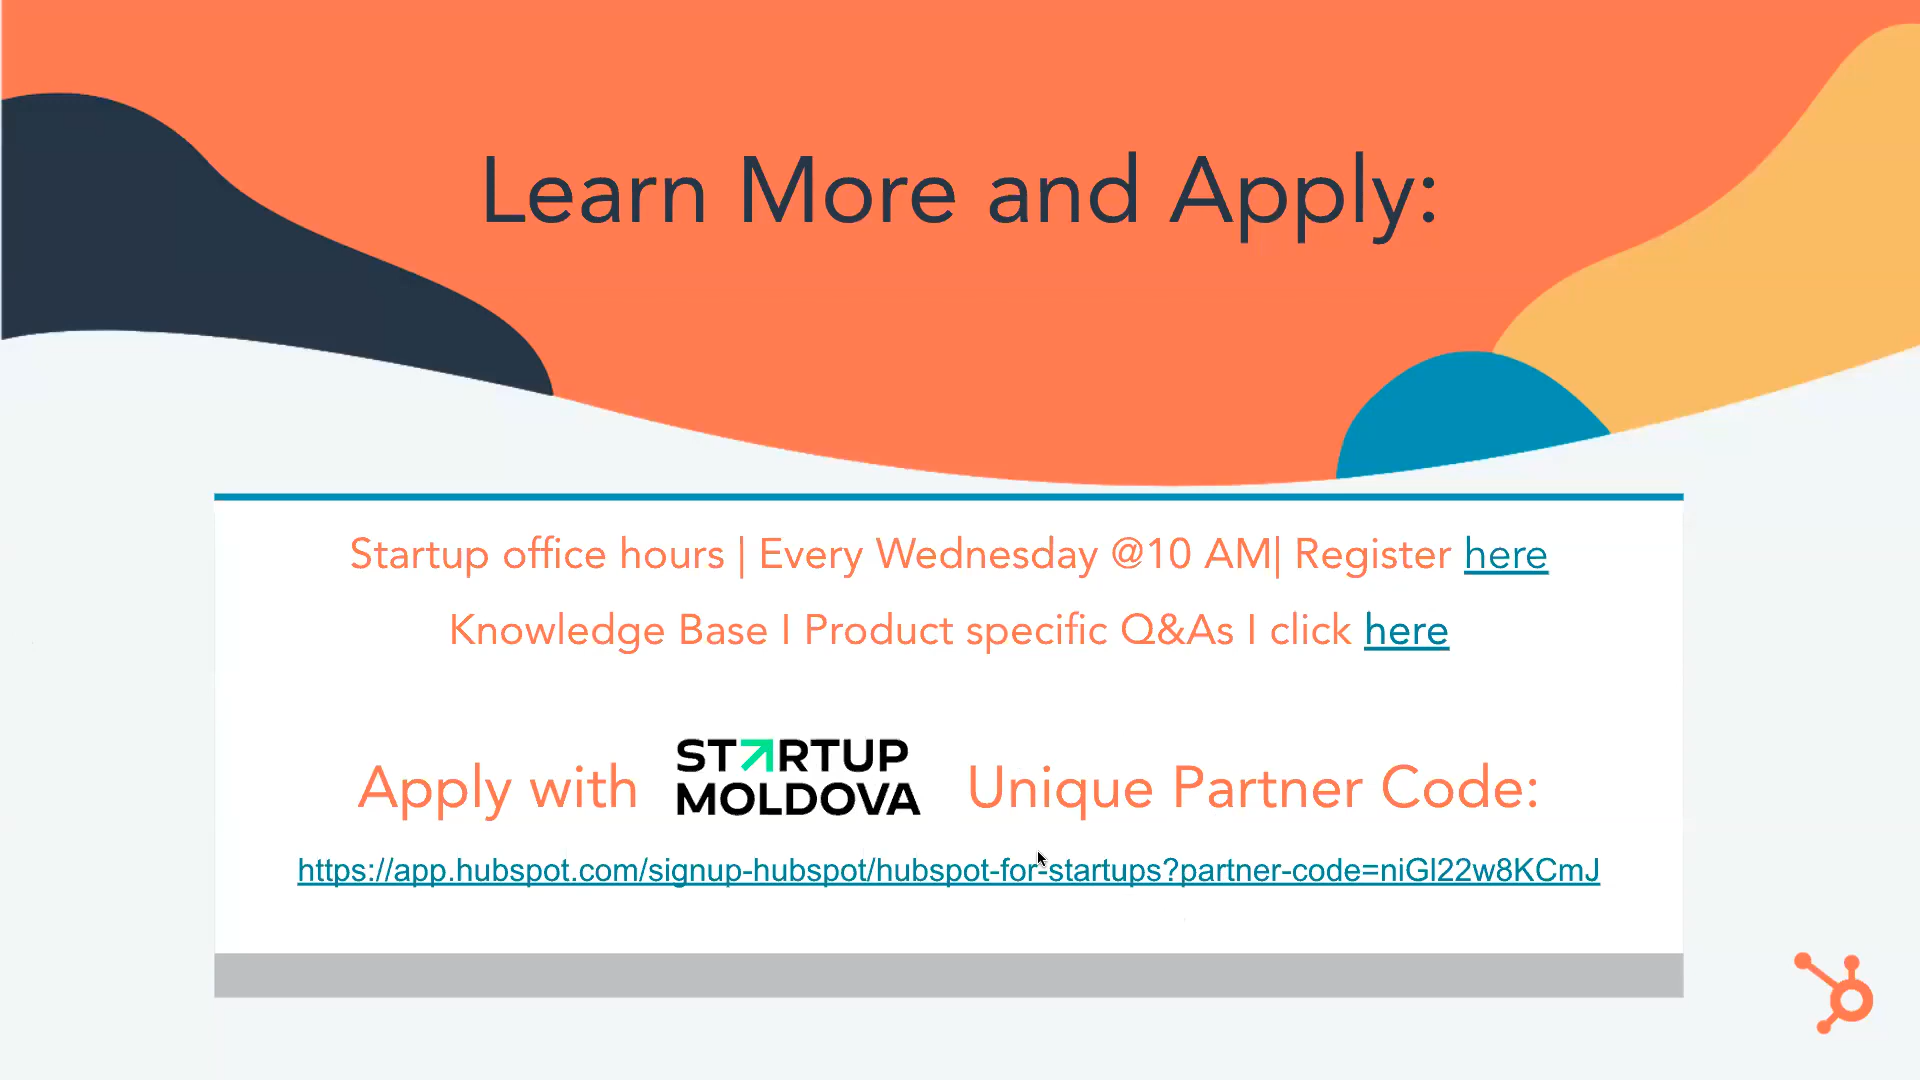 Learn More and Apply:
Startup office hours | Every Wednesday @10 AM| Register here
Knowledge Base I Product specific Q&As I click here
Apply with STARTUP MOLDOVA Unique Partner Code:
https://app.hubspot.com/signup-hubspot/hubspot-for-startups?partner-code=niGl22w8KCmJ